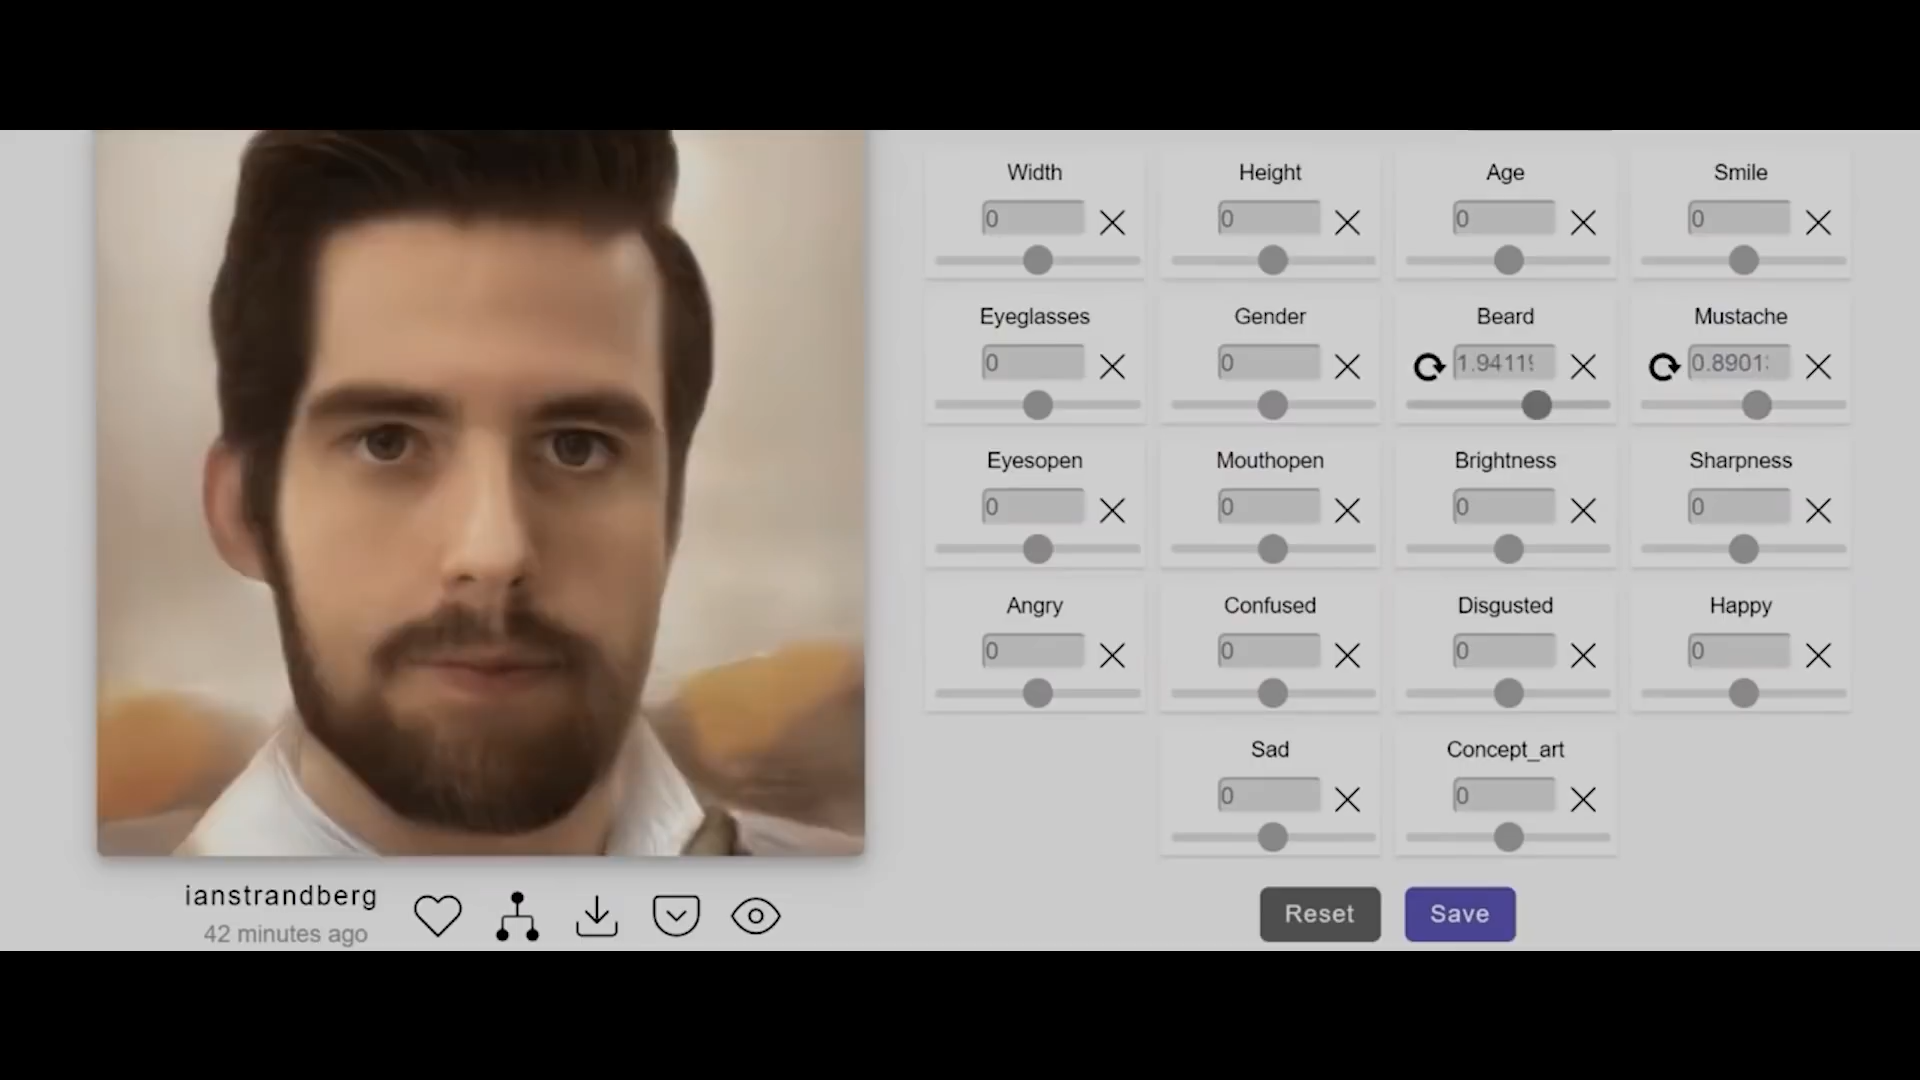 Width Height Age Smile
0 0 0 0
Eyeglasses Gender Beard Mustache
0 0 1.9411 0.8901
Eyesopen Mouthopen Brightness Sharpness
0 0 0 0
Angry Confused Disgusted Happy
0 0 0 0
Sad Concept_art
0 0
ianstrandberg
42 minutes ago
Reset Save